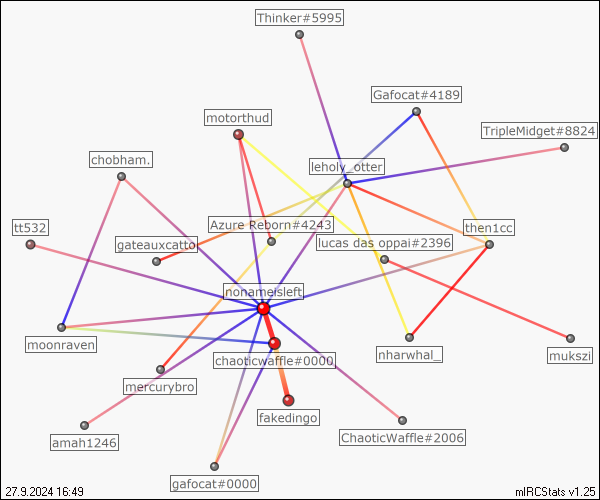 Thinker#5995
Gafocat#4189
motorthud
TripleMidget#8824
chobham.
leholy_otter
tt532
Azure Reborn#4243
then1cc
gateauxcatto
lucas das oppai#2396
nonameisleft
moonraven
chaoticwaffle#0000
nharwhal_
mukszi
mercurybro
fakedingo
amah1246
ChaoticWaffle#2006
gafocat#0000
27.9.2024 16:49
mIRCStats v1.25